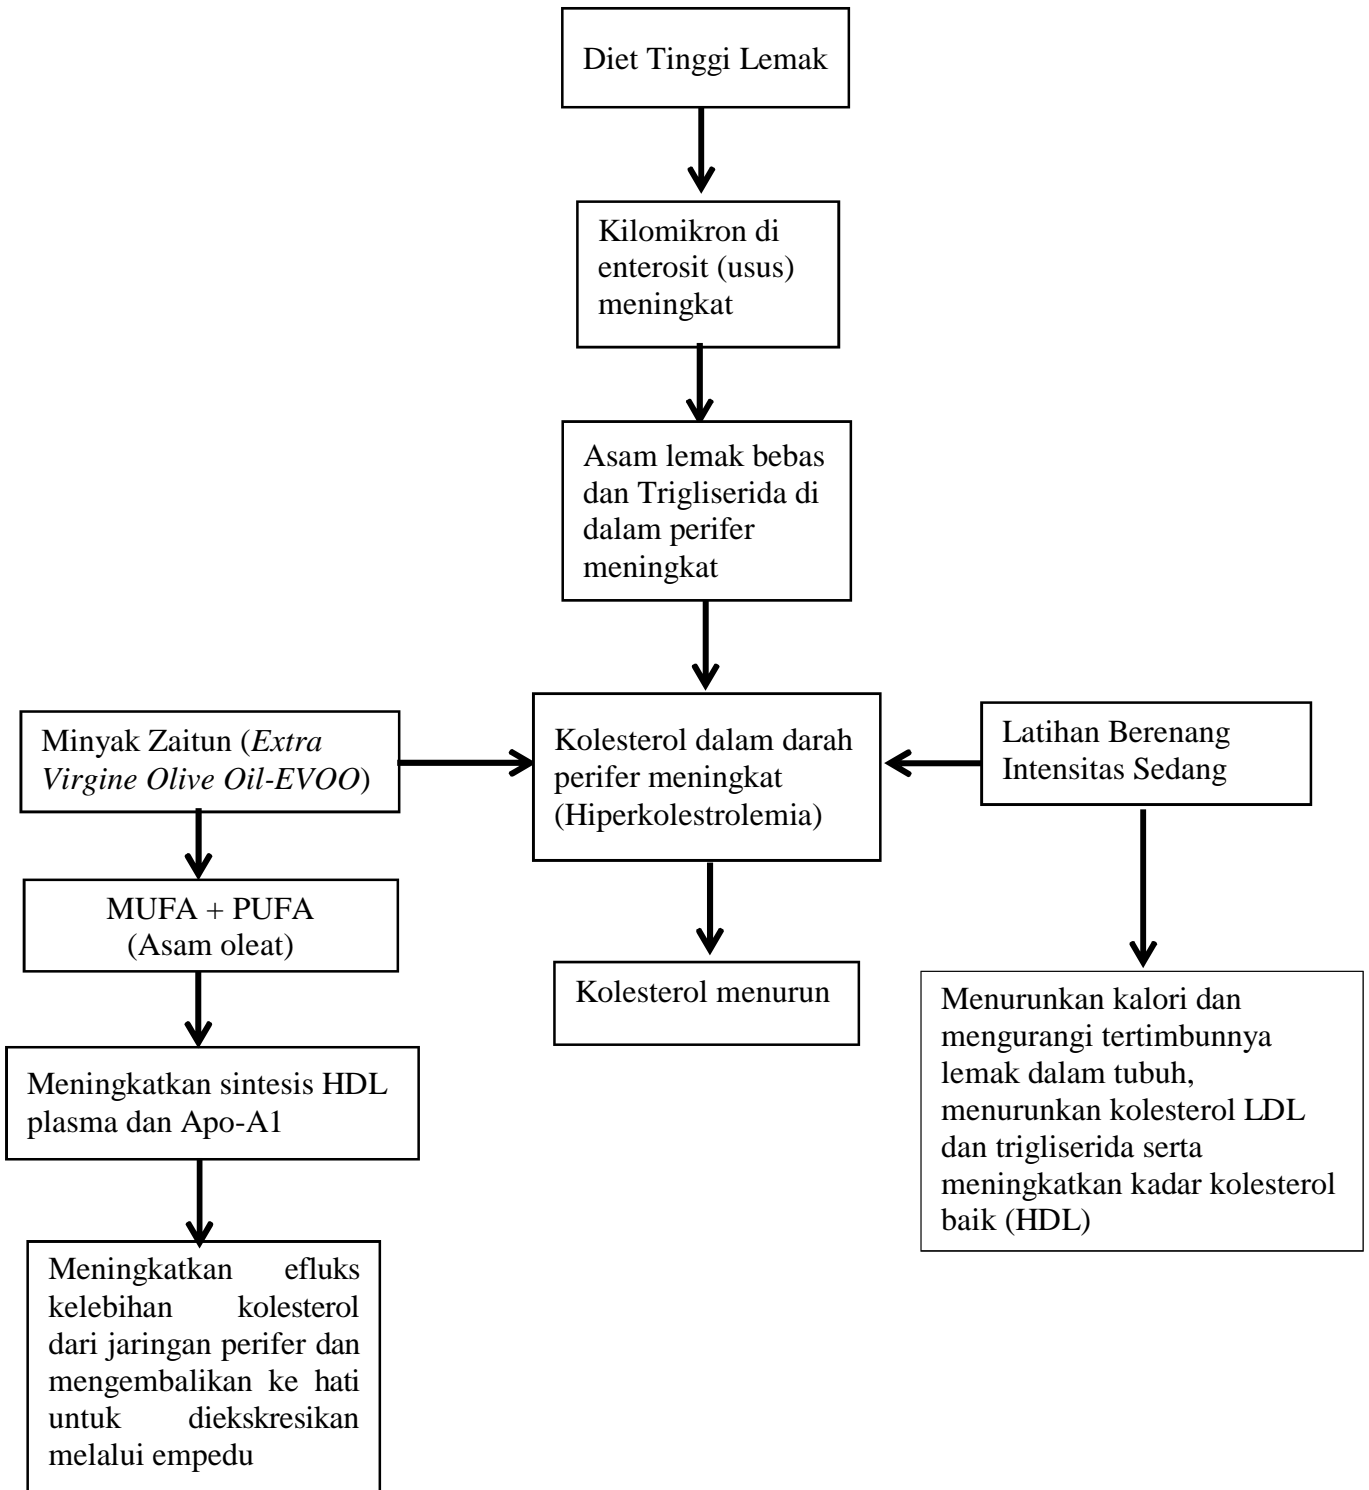 Diet Tinggi Lemak
Kilomikron di
enterosit (usus)
meningkat
Asam lemak bebas
dan Trigliserida di
dalam perifer
meningkat
Minyak Zaitun (Extra
Virgine Olive Oil-EVOO)
Kolesterol dalam darah
perifer meningkat
(Hiperkolestrolemia)
Latihan Berenang
Intensitas Sedang
MUFA + PUFA
(Asam oleat)
Kolesterol menurun
Menurunkan kalori dan
mengurangi tertimbunnya
lemak dalam tubuh,
menurunkan kolesterol LDL
dan trigliserida serta
meningkatkan kadar kolesterol
baik (HDL)
Meningkatkan sintesis HDL
plasma dan Apo-A1
Meningkatkan efluks
kelebihan kolesterol
dari jaringan perifer dan
mengembalikan ke hati
untuk diekskresikan
melalui empedu